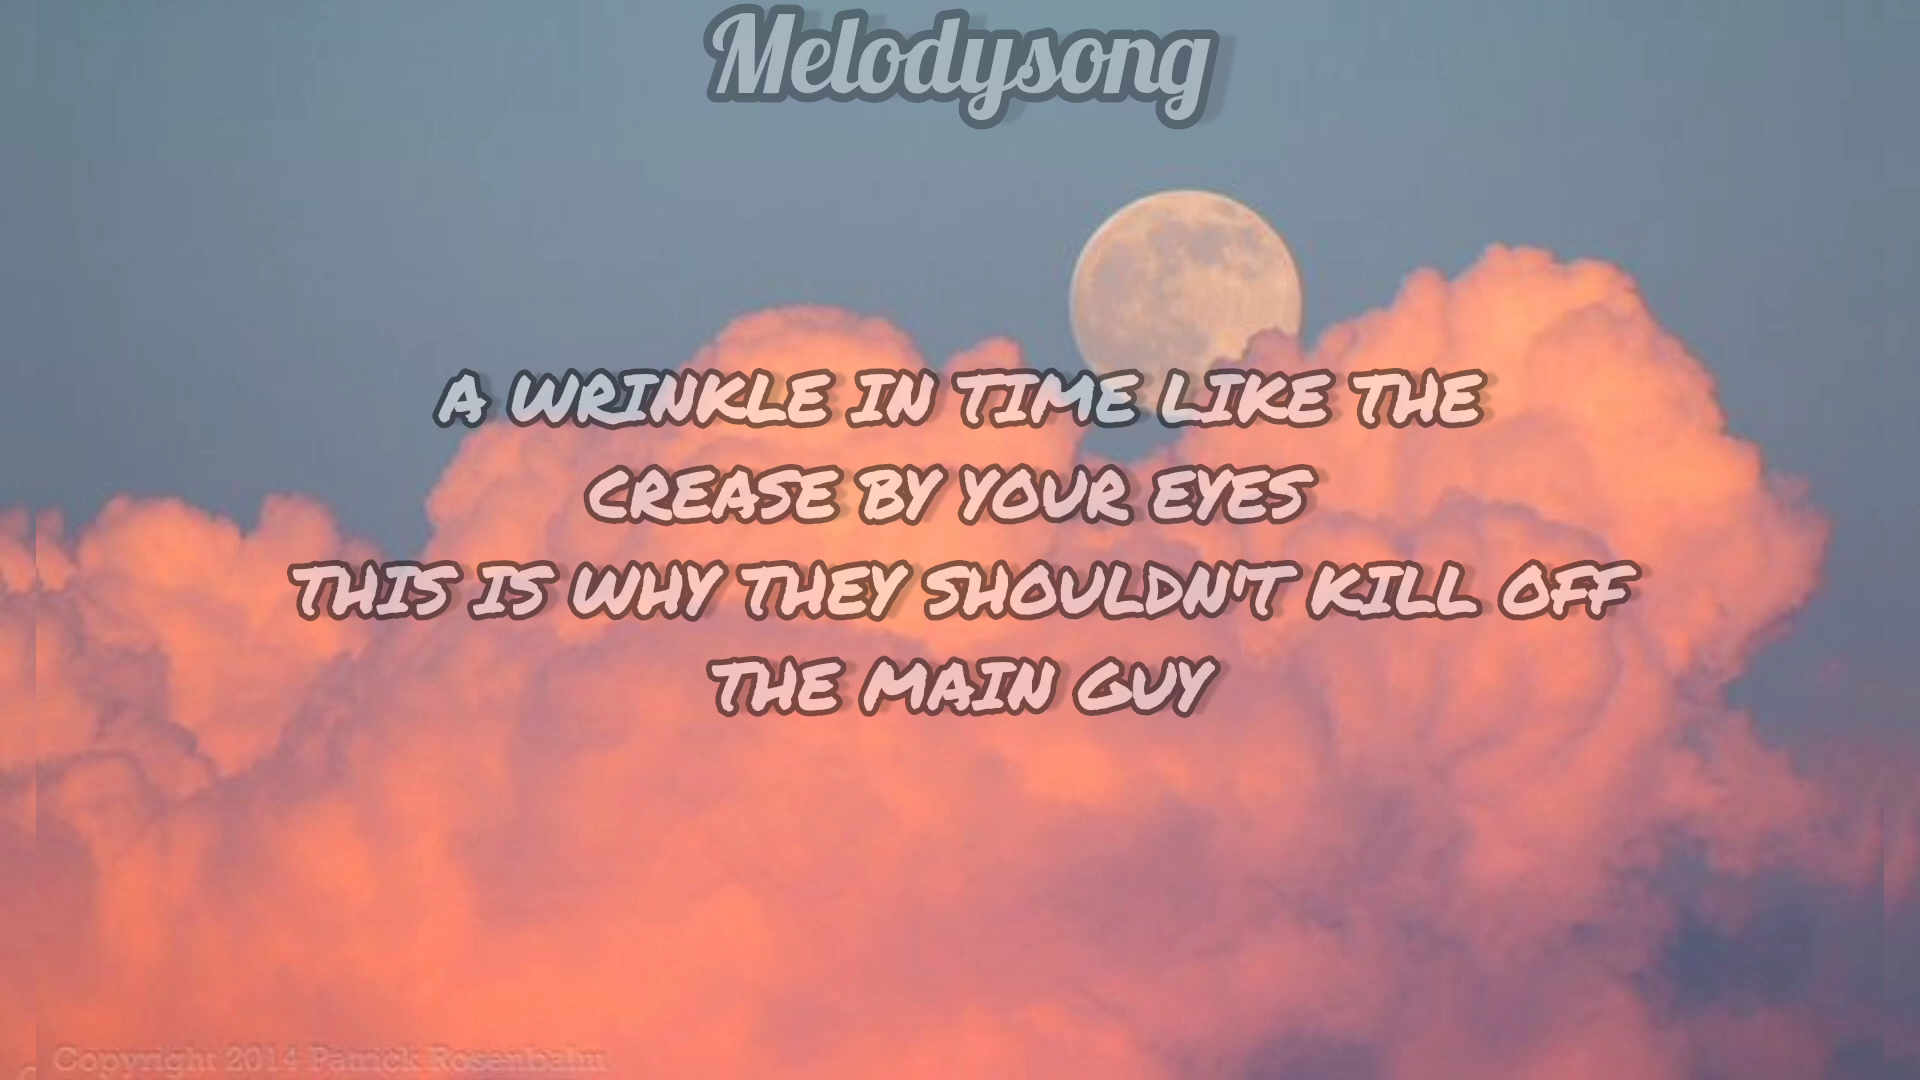 Melodysong
A WRINKLE IN TIME LIKE THE
CREASE BY YOUR EYES
THIS IS WHY THEY SHOULDN'T KILL OFF
THE MAIN GUY
Copyright 2014 Patrick Rosenbalm